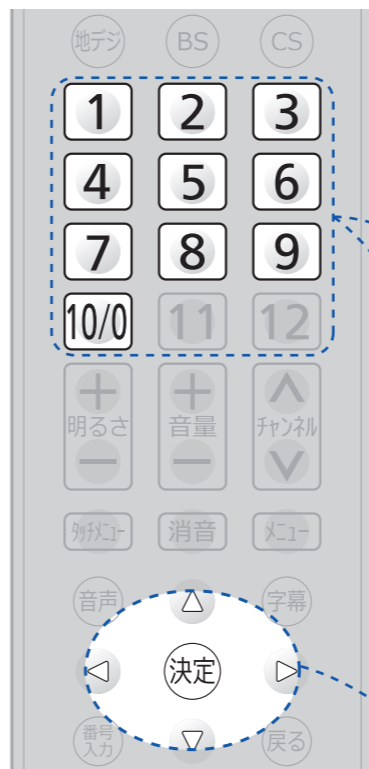 地デジ BS CS
1 2 3
4 5 6
7 8 9
10/0 11 12
明るさ 音量 チャンネル
タッチメニュー 消音 メニュー
音声 字幕
決定
番号
入力 戻る